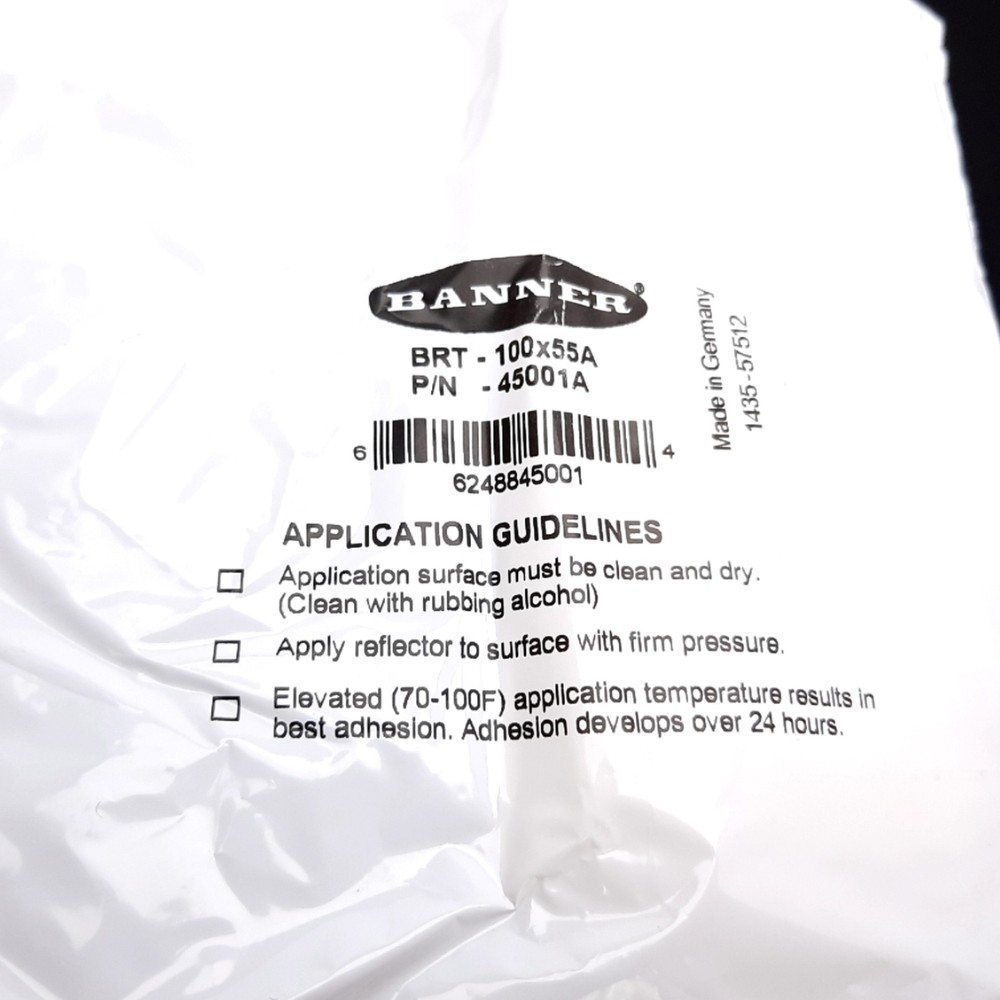 BANNER®
BRT - 100x55A
P/N - 45001A
6 4
6248845001
Made in Germany
1435-57512
APPLICATION GUIDELINES
☐ Application surface must be clean and dry.
(Clean with rubbing alcohol)
☐ Apply reflector to surface with firm pressure.
☐ Elevated (70-100F) application temperature results in
best adhesion. Adhesion develops over 24 hours.